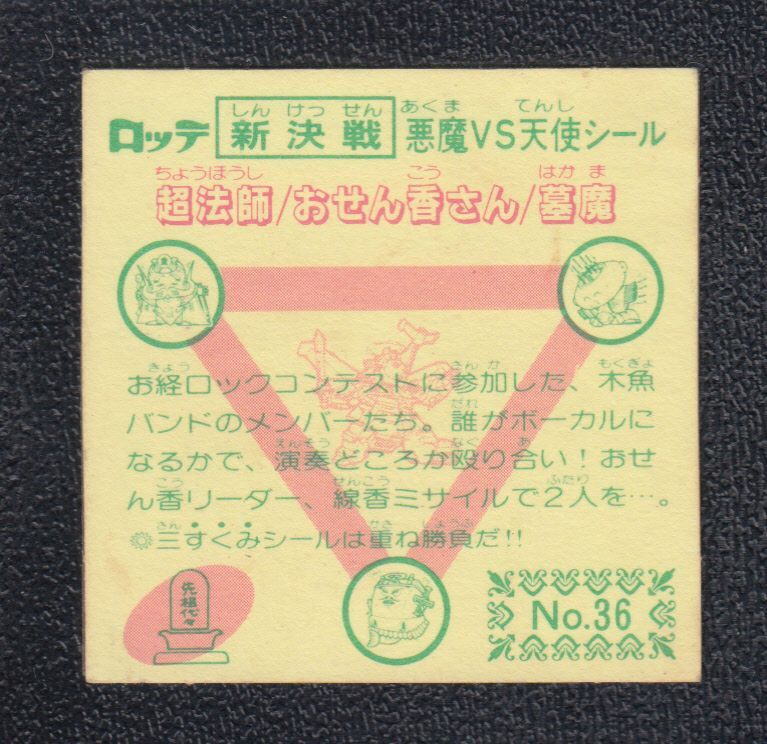 しん けっ せん あくま てんし
ロッテ 新決戦 悪魔VS天使シール
ちょうほうし こう はか ま
超法師/おせん香さん/墓魔
きょう さんか もくぎょ
お経ロックコンテストに参加した、木魚
だれ
バンドのメンバーたち。誰がボーカルに
えんそう なぐ あ
なるかで、演奏どころか殴り合い!おせ
こう せんこう ふたり
ん香リーダー、線香ミサイルで2人を…。
さん かさ しょうぶ
※三すくみシールは重ね勝負だ!!
先祖代々
No.36